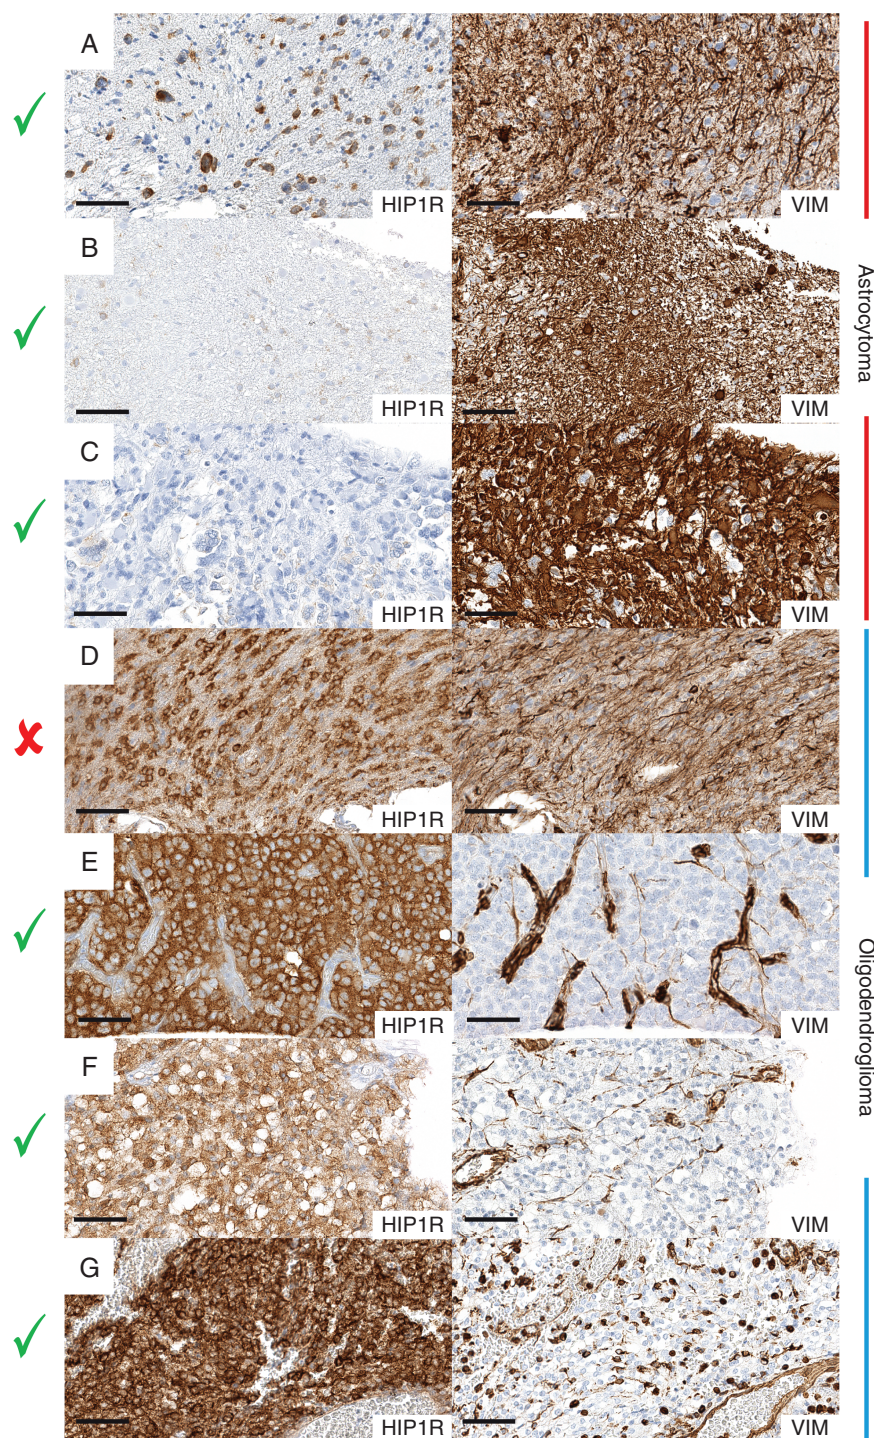 A
HIP1R
VIM
B
HIP1R
VIM
C
HIP1R
VIM
Astrocytoma
D
HIP1R
VIM
E
HIP1R
VIM
F
HIP1R
VIM
G
HIP1R
VIM
Oligodendroglioma